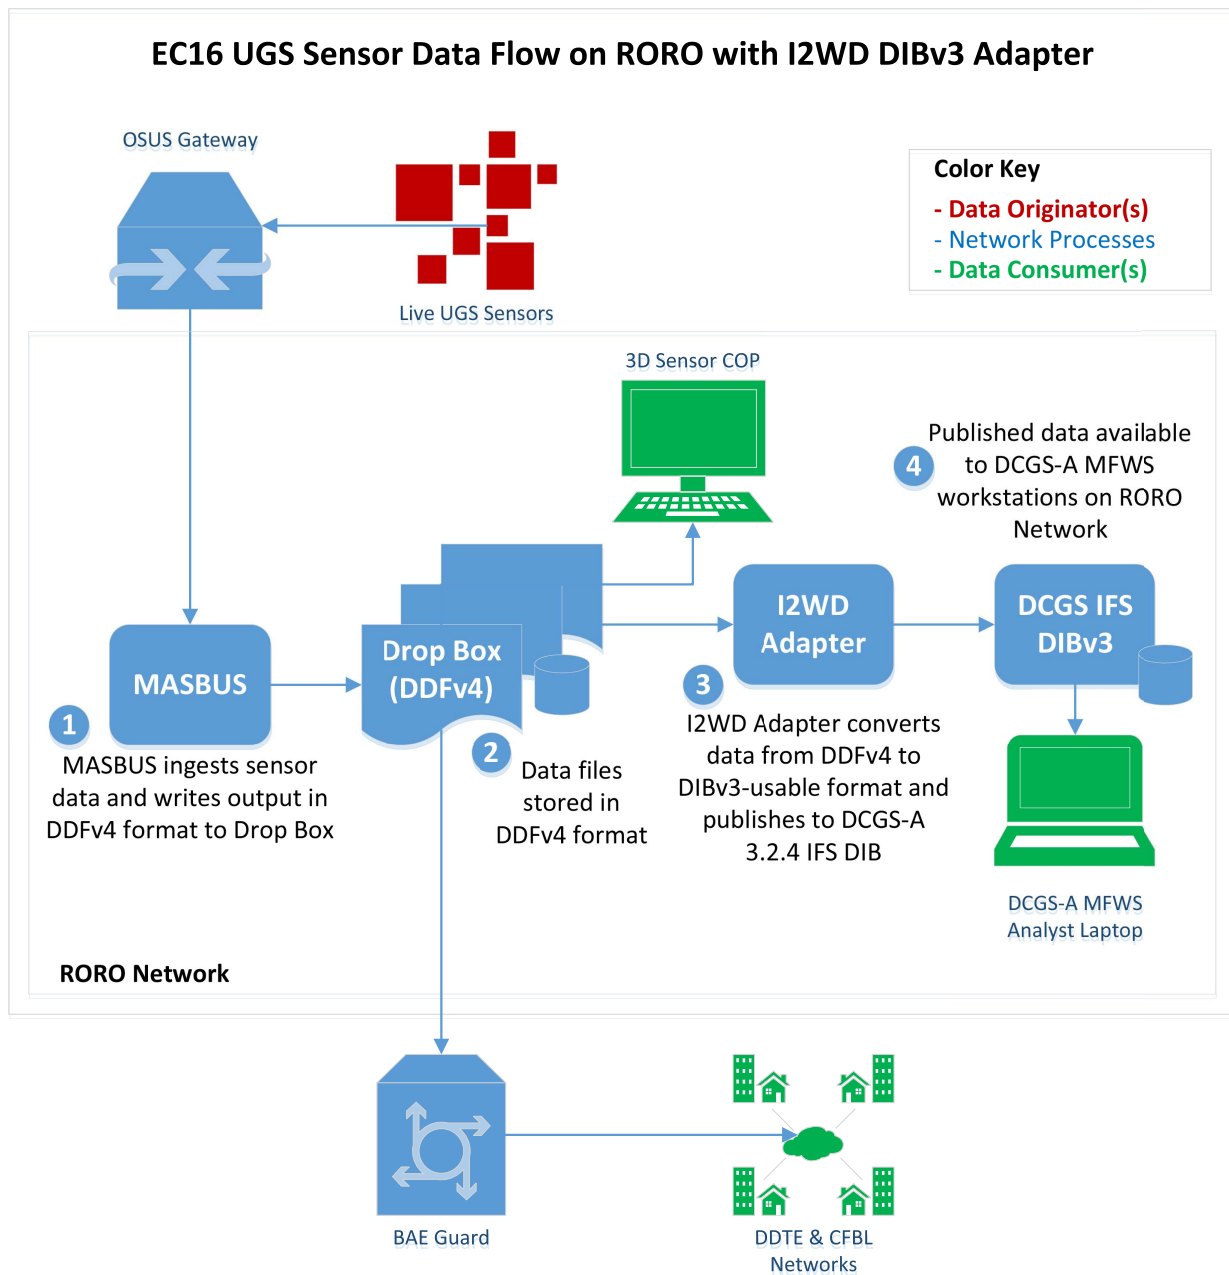 EC16 UGS Sensor Data Flow on RORO with I2WD DIBv3 Adapter
OSUS Gateway
Live UGS Sensors
Color Key
- Data Originator(s)
- Network Processes
- Data Consumer(s)
3D Sensor COP
4
Published data available
to DCGS-A MFWS
workstations on RORO
Network
MASBUS
Drop Box
(DDFv4)
I2WD
Adapter
DCGS IFS
DIBv3
1
MASBUS ingests sensor
data and writes output in
DDFv4 format to Drop Box
2
Data files
stored in
DDFv4 format
3
I2WD Adapter converts
data from DDFv4 to
DIBv3-usable format and
publishes to DCGS-A
3.2.4 IFS DIB
DCGS-A MFWS
Analyst Laptop
RORO Network
BAE Guard
DDTE & CFBL
Networks